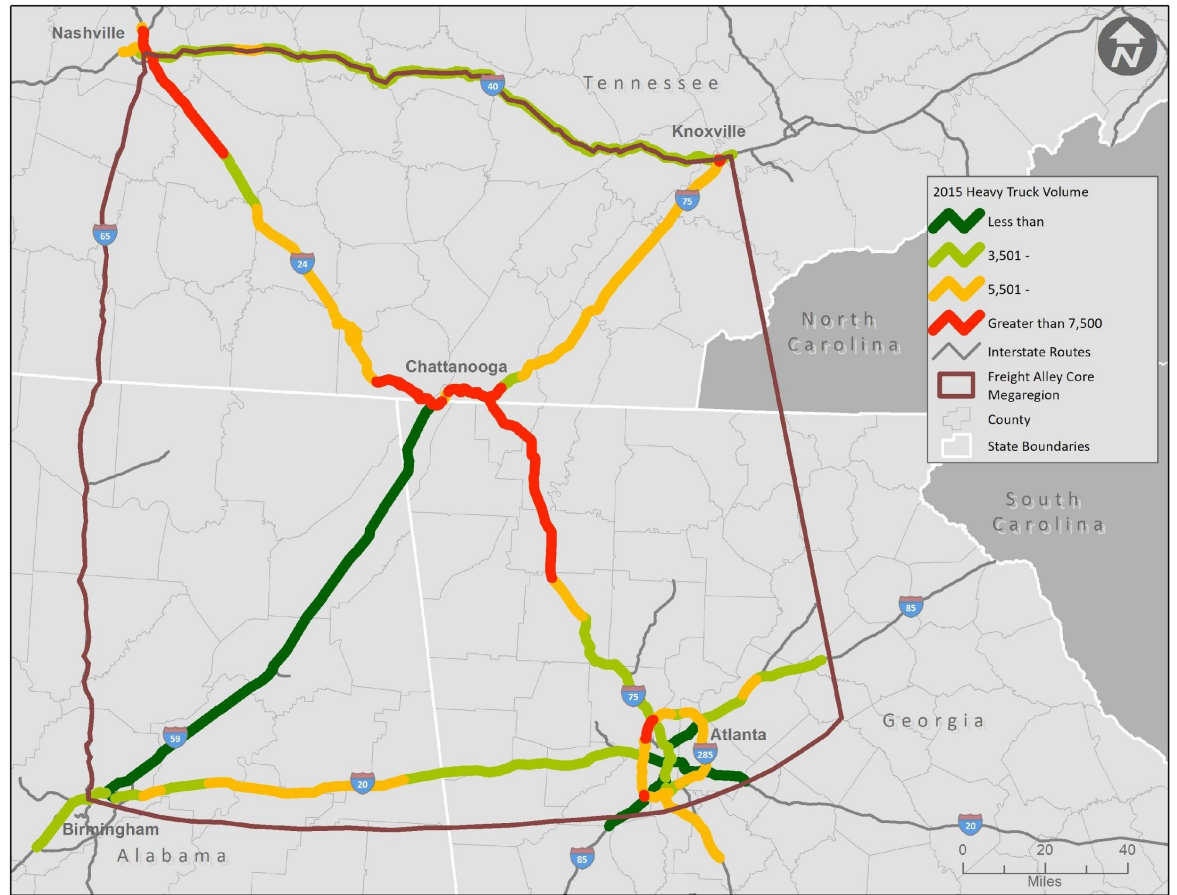 Nashville
N
Tennessee
40
Knoxville
75
65
24
2015 Heavy Truck Volume
Less than
3,501 -
5,501 -
Greater than 7,500
Interstate Routes
Freight Alley Core
Megaregion
County
State Boundaries
North
Carolina
Chattanooga
South
Carolina
85
75
Georgia
Atlanta
285
59
20
Birmingham
Alabama
85
20
0 20 40
Miles